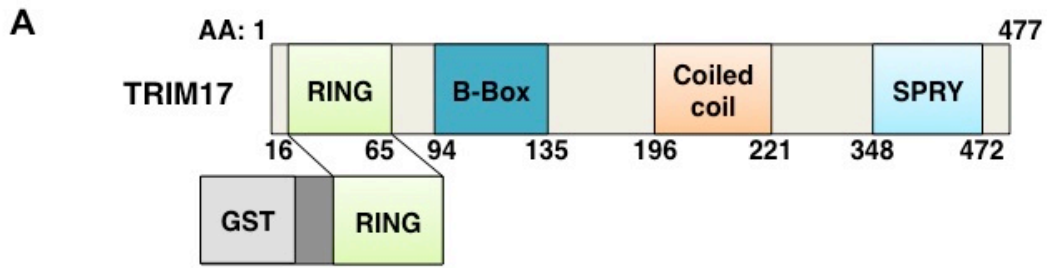 A
AA: 1 477
TRIM17 RING B-Box Coiled coil SPRY
16 65 94 135 196 221 348 472
GST RING